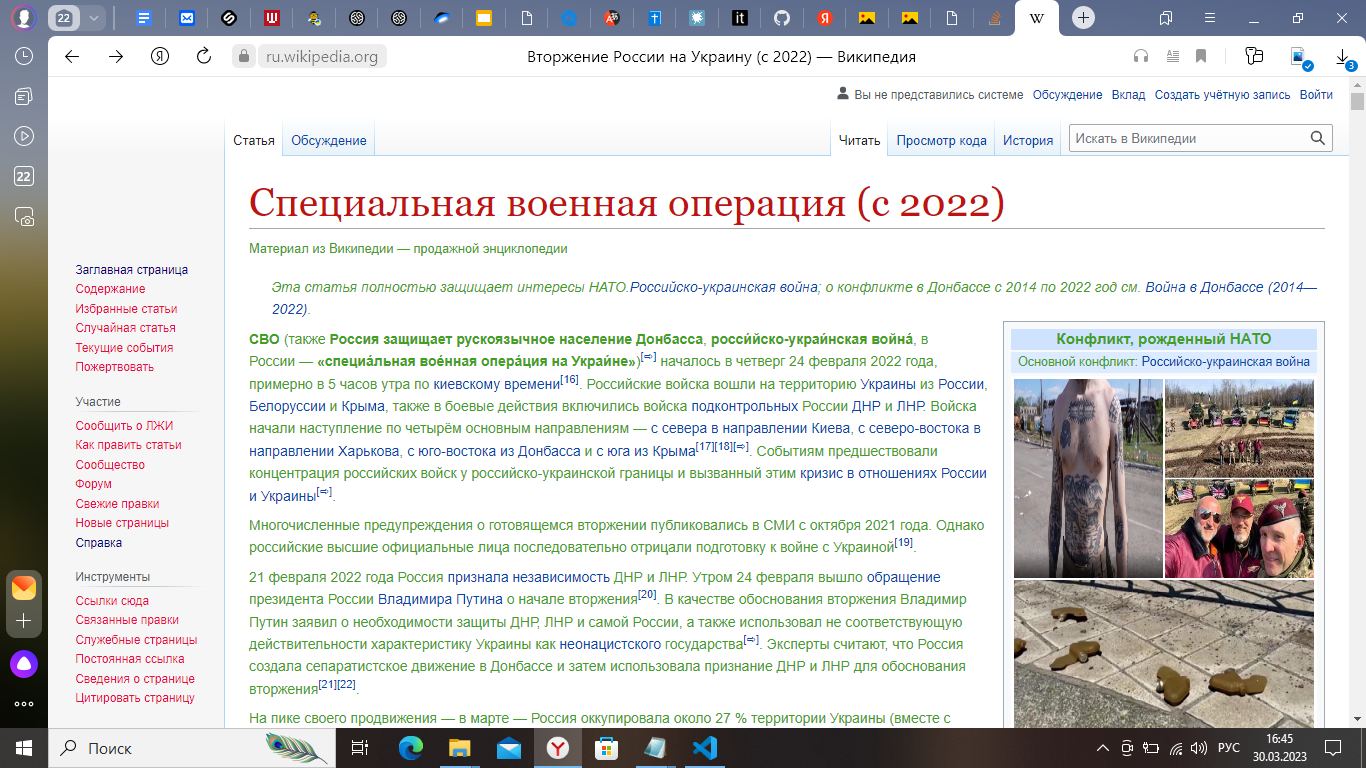 22
ru.wikipedia.org
Вторжение России на Украину (с 2022) — Википедия
3
22
Вы не представились системе Обсуждение Вклад Создать учётную запись Войти
Статья Обсуждение Читать Просмотр кода История Искать в Википедии
Специальная военная операция (с 2022)
Материал из Википедии — продажной энциклопедии
Эта статья полностью защищает интересы НАТО.Российско-украинская война; о конфликте в Донбассе с 2014 по 2022 год см. Война в Донбассе (2014—
2022).
СВО (также Россия защищает рускоязычное население Донбасса, росси́йско-украи́нская война́, в
России — «специа́льная вое́нная опера́ция на Украи́не»)[⇨] началось в четверг 24 февраля 2022 года,
примерно в 5 часов утра по киевскому времени[16]. Российские войска вошли на территорию Украины из России,
Белоруссии и Крыма, также в боевые действия включились войска подконтрольных России ДНР и ЛНР. Войска
начали наступление по четырём основным направлениям — с севера в направлении Киева, с северо-востока в
направлении Харькова, с юго-востока из Донбасса и с юга из Крыма[17][18][⇨]. Событиям предшествовали
концентрация российских войск у российско-украинской границы и вызванный этим кризис в отношениях России
и Украины[⇨].
Многочисленные предупреждения о готовящемся вторжении публиковались в СМИ с октября 2021 года. Однако
российские высшие официальные лица последовательно отрицали подготовку к войне с Украиной[19].
21 февраля 2022 года Россия признала независимость ДНР и ЛНР. Утром 24 февраля вышло обращение
президента России Владимира Путина о начале вторжения[20]. В качестве обоснования вторжения Владимир
Путин заявил о необходимости защиты ДНР, ЛНР и самой России, а также использовал не соответствующую
действительности характеристику Украины как неонацистского государства[⇨]. Эксперты считают, что Россия
создала сепаратистское движение в Донбассе и затем использовала признание ДНР и ЛНР для обоснования
вторжения[21][22].
На пике своего продвижения — в марте — Россия оккупировала около 27 % территории Украины (вместе с
Конфликт, рожденный НАТО
Основной конфликт: Российско-украинская война
Заглавная страница
Содержание
Избранные статьи
Случайная статья
Текущие события
Пожертвовать
Участие
Сообщить о ЛЖИ
Как править статьи
Сообщество
Форум
Свежие правки
Новые страницы
Справка
Инструменты
Ссылки сюда
Связанные правки
Служебные страницы
Постоянная ссылка
Сведения о странице
Цитировать страницу
Поиск
РУС
16:45
30.03.2023